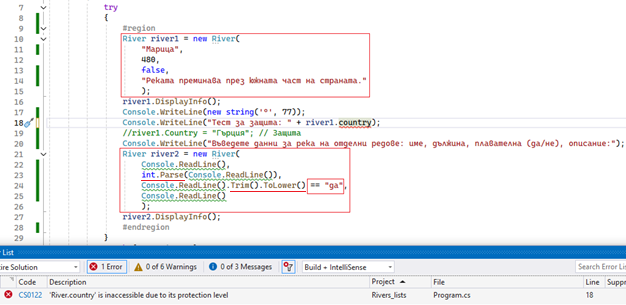 7 try
8 {
9 #region
10 River river1 = new River(
11 "Марица",
12 480,
13 false,
14 "Реката преминава през южната част на страната."
15 );
16 river1.DisplayInfo();
17 Console.WriteLine(new string('°', 77));
18 Console.WriteLine("Тест за защита: " + river1.country);
19 //river1.Country = "Гърция"; // Защита
20 Console.WriteLine("Въведете данни за река на отделни редове: име, дължина, плавателна (да/не), описание:");
21 River river2 = new River(
22 Console.ReadLine(),
23 int.Parse(Console.ReadLine()),
24 Console.ReadLine().Trim().ToLower() == "да",
25 Console.ReadLine()
26 );
27 river2.DisplayInfo();
28 #endregion
29 }
r List
ire Solution 1 Error 0 of 6 Warnings 0 of 3 Messages Build + IntelliSense Search Error List
Code Description Project File Line Suppr
CS0122 'River.country' is inaccessible due to its protection level Rivers_lists Program.cs 18